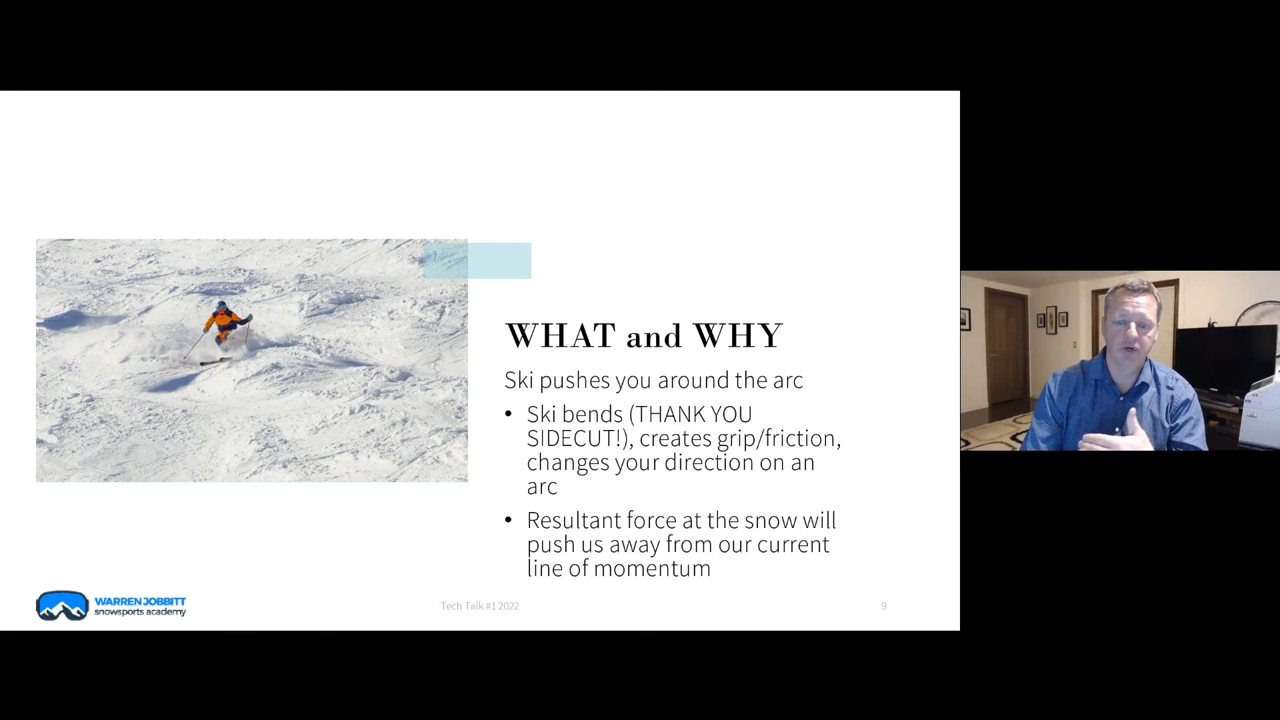 WHAT and WHY
Ski pushes you around the arc
• Ski bends (THANK YOU
SIDECUT!), creates grip/friction,
changes your direction on an
arc
• Resultant force at the snow will
push us away from our current
line of momentum
WARREN JOBBITT
snowsports academy
Tech Talk #1 2022
9